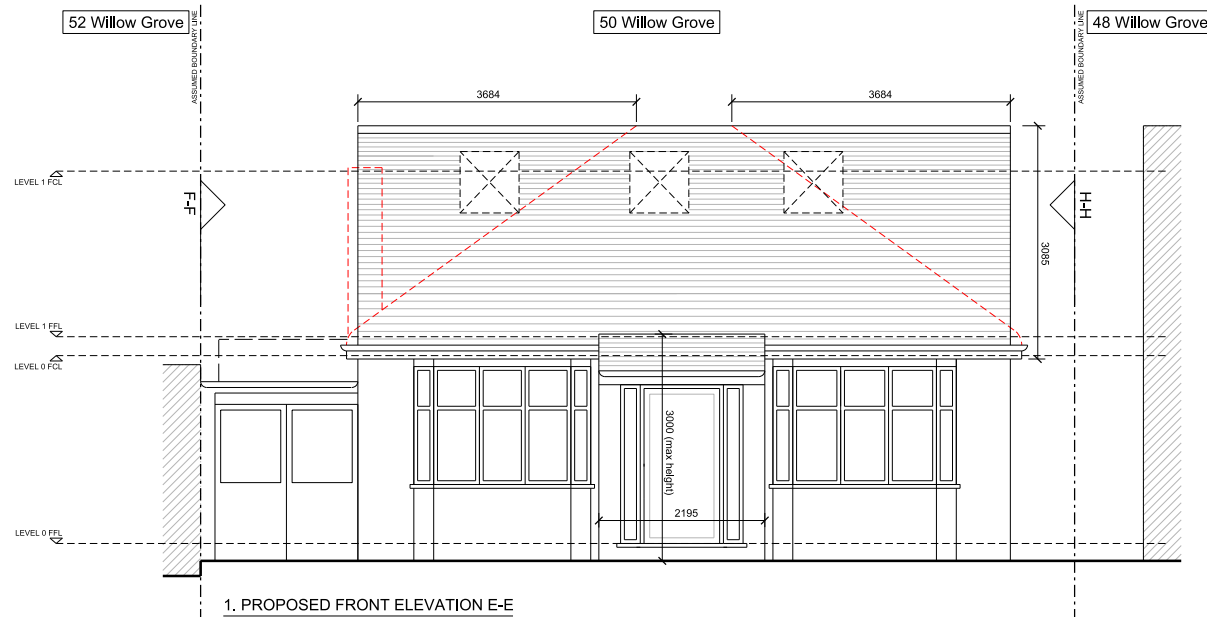 52 Willow Grove
50 Willow Grove
48 Willow Grove
ASSUMED BOUNDARY LINE
ASSUMED BOUNDARY LINE
3684
3684
LEVEL 1 FCL
F-F
H-H
3085
LEVEL 1 FFL
LEVEL 0 FCL
3000 (max height)
2195
LEVEL 0 FFL
1. PROPOSED FRONT ELEVATION E-E